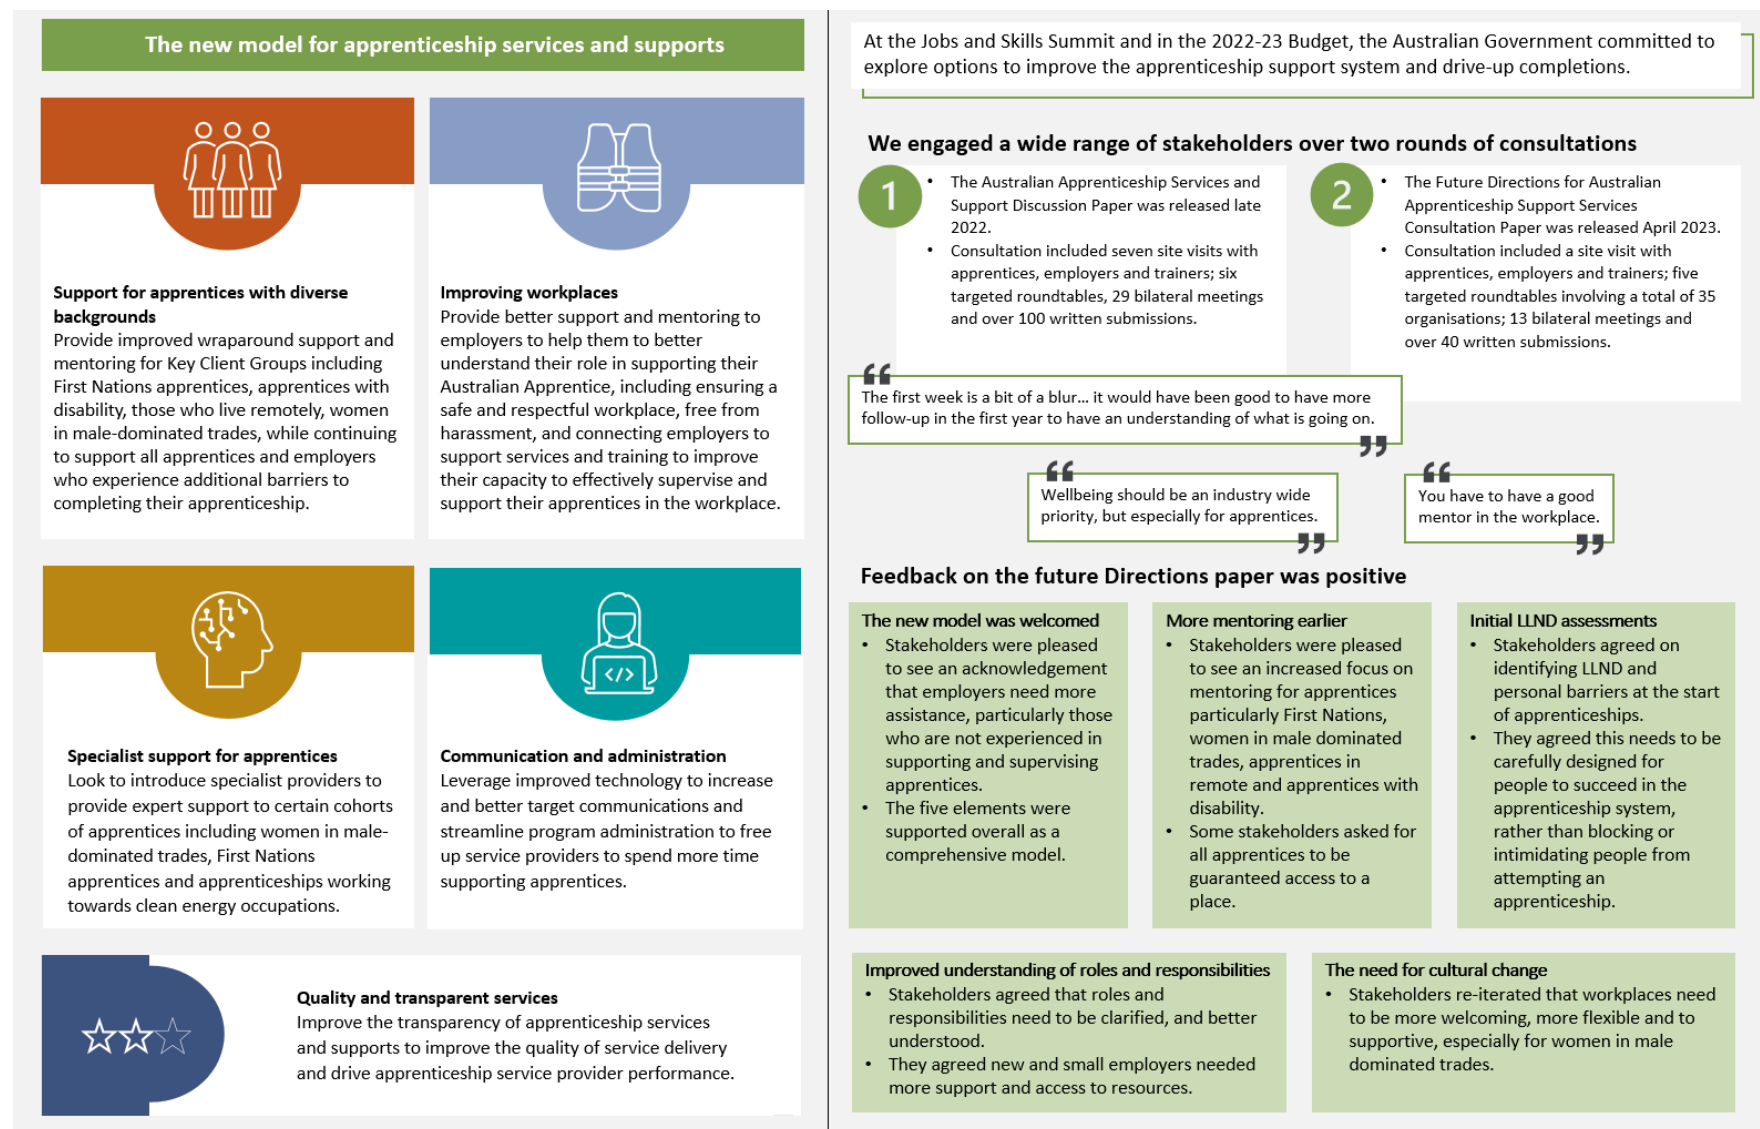 The new model for apprenticeship services and supports
Support for apprentices with diverse
backgrounds
Provide improved wraparound support and
mentoring for Key Client Groups including
First Nations apprentices, apprentices with
disability, those who live remotely, women
in male-dominated trades, while continuing
to support all apprentices and employers
who experience additional barriers to
completing their apprenticeship.
Improving workplaces
Provide better support and mentoring to
employers to help them to better
understand their role in supporting their
Australian Apprentice, including ensuring a
safe and respectful workplace, free from
harassment, and connecting employers to
support services and training to improve
their capacity to effectively supervise and
support their apprentices in the workplace.
Specialist support for apprentices
Look to introduce specialist providers to
provide expert support to certain cohorts
of apprentices including women in male-
dominated trades, First Nations
apprentices and apprenticeships working
towards clean energy occupations.
</>
Communication and administration
Leverage improved technology to increase
and better target communications and
streamline program administration to free
up service providers to spend more time
supporting apprentices.
Quality and transparent services
Improve the transparency of apprenticeship services
and supports to improve the quality of service delivery
and drive apprenticeship service provider performance.
At the Jobs and Skills Summit and in the 2022-23 Budget, the Australian Government committed to
explore options to improve the apprenticeship support system and drive-up completions.
We engaged a wide range of stakeholders over two rounds of consultations
1
• The Australian Apprenticeship Services and
Support Discussion Paper was released late
2022.
• Consultation included seven site visits with
apprentices, employers and trainers; six
targeted roundtables, 29 bilateral meetings
and over 100 written submissions.
2
• The Future Directions for Australian
Apprenticeship Support Services
Consultation Paper was released April 2023.
• Consultation included a site visit with
apprentices, employers and trainers; five
targeted roundtables involving a total of 35
organisations; 13 bilateral meetings and
over 40 written submissions.
“
The first week is a bit of a blur... it would have been good to have more
follow-up in the first year to have an understanding of what is going on.
”
“
Wellbeing should be an industry wide
priority, but especially for apprentices.
”
“
You have to have a good
mentor in the workplace.
”
Feedback on the future Directions paper was positive
The new model was welcomed
• Stakeholders were pleased
to see an acknowledgement
that employers need more
assistance, particularly those
who are not experienced in
supporting and supervising
apprentices.
• The five elements were
supported overall as a
comprehensive model.
More mentoring earlier
• Stakeholders were pleased
to see an increased focus on
mentoring for apprentices
particularly First Nations,
women in male dominated
trades, apprentices in
remote and apprentices with
disability.
• Some stakeholders asked for
all apprentices to be
guaranteed access to a
place.
Initial LLND assessments
• Stakeholders agreed on
identifying LLND and
personal barriers at the start
of apprenticeships.
• They agreed this needs to be
carefully designed for
people to succeed in the
apprenticeship system,
rather than blocking or
intimidating people from
attempting an
apprenticeship.
Improved understanding of roles and responsibilities
• Stakeholders agreed that roles and
responsibilities need to be clarified, and better
understood.
• They agreed new and small employers needed
more support and access to resources.
The need for cultural change
• Stakeholders re-iterated that workplaces need
to be more welcoming, more flexible and to
supportive, especially for women in male
dominated trades.